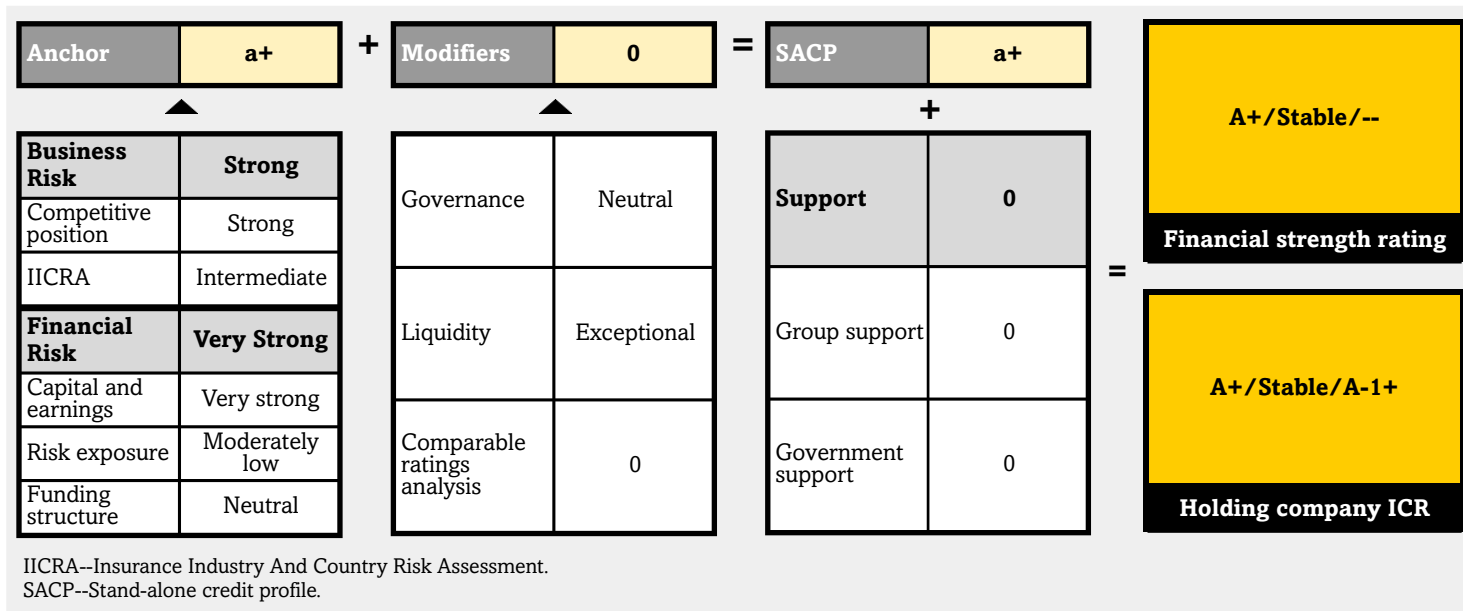 Anchor
a+
+
Modifiers
0
=
SACP
a+
+
Business
Risk
Strong
Competitive
position
Strong
IICRA
Intermediate
Financial
Risk
Very Strong
Capital and
earnings
Very strong
Risk exposure
Moderately
low
Funding
structure
Neutral
Governance
Neutral
Liquidity
Exceptional
Comparable
ratings
analysis
0
Support
0
Group support
0
Government
support
0
=
A+/Stable/--
Financial strength rating
A+/Stable/A-1+
Holding company ICR
IICRA--Insurance Industry And Country Risk Assessment.
SACP--Stand-alone credit profile.